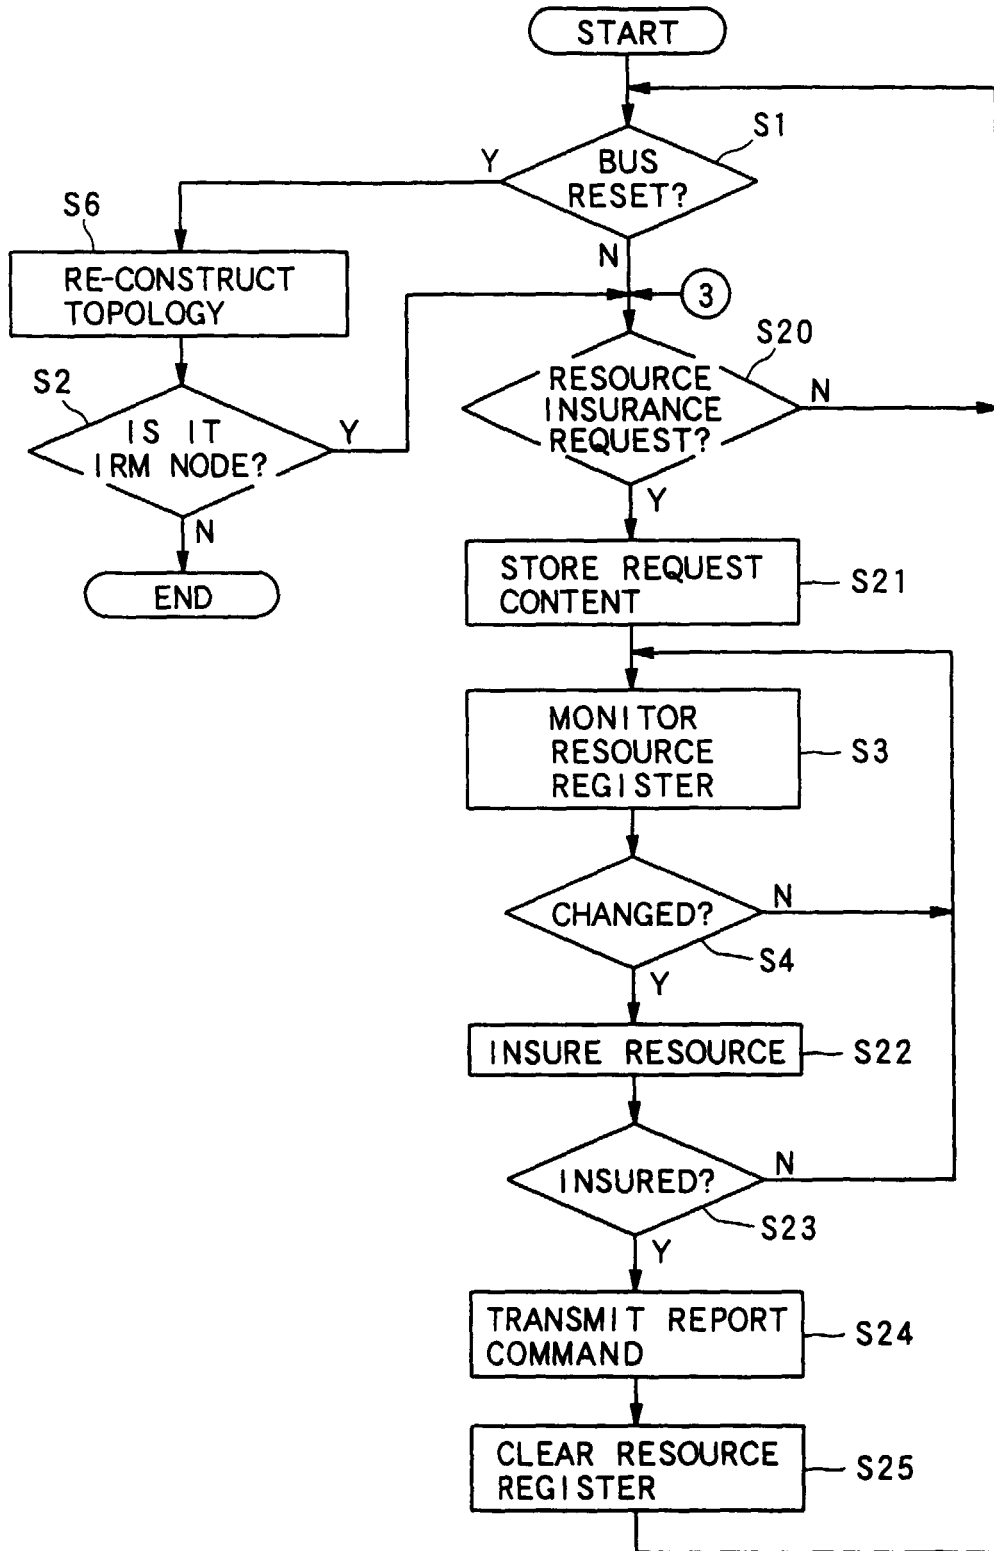 START
S1
BUS
RESET?
Y
N
S6
RE-CONSTRUCT
TOPOLOGY
3
S2
IS IT
IRM NODE?
Y
N
END
S20
RESOURCE
INSURANCE
REQUEST?
N
Y
STORE REQUEST
CONTENT
S21
MONITOR
RESOURCE
REGISTER
S3
CHANGED?
N
S4
Y
INSURE RESOURCE
S22
INSURED?
N
S23
Y
TRANSMIT REPORT
COMMAND
S24
CLEAR RESOURCE
REGISTER
S25